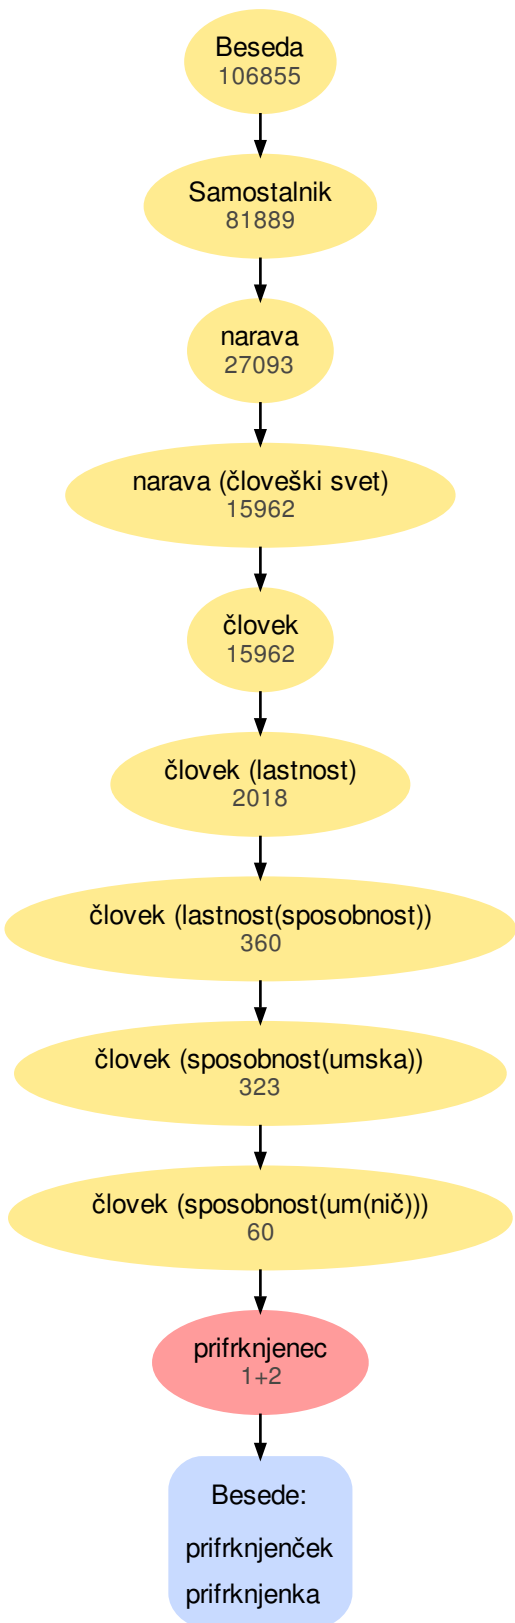 Beseda
106855
Samostalnik
81889
narava
27093
narava (človeški svet)
15962
človek
15962
človek (lastnost)
2018
človek (lastnost(sposobnost))
360
človek (sposobnost(umska))
323
človek (sposobnost(um(nič)))
60
prifrknjenec
1+2
Besede:
prifrknjenček
prifrknjenka